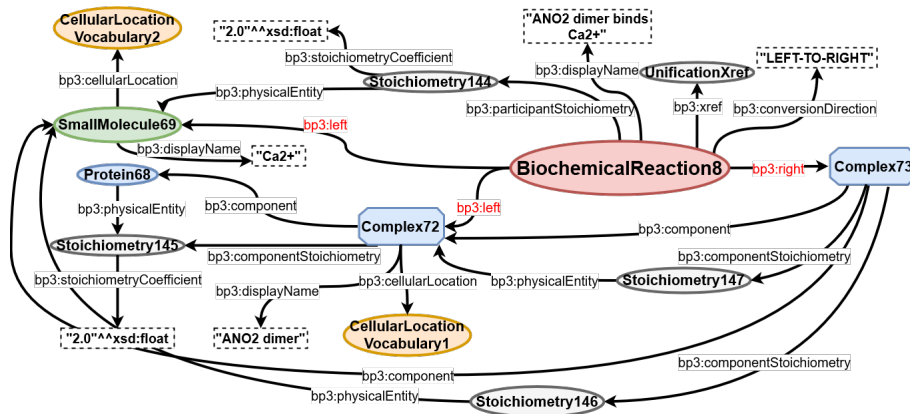 CellularLocation
Vocabulary2
"2.0"^^xsd:float
"ANO2 dimer binds
Ca2+"
"LEFT-TO-RIGHT"
bp3:stoichiometryCoefficient
bp3:displayName
UnificationXref
bp3:cellularLocation
Stoichiometry144
bp3:physicalEntity
bp3:participantStoichiometry
bp3:xref
bp3:conversionDirection
SmallMolecule69
bp3:left
bp3:displayName
"Ca2+"
BiochemicalReaction8
bp3:right
Complex73
Protein68
bp3:physicalEntity
bp3:component
bp3:left
Complex72
bp3:component
Stoichiometry145
bp3:componentStoichiometry
bp3:componentStoichiometry
bp3:stoichiometryCoefficient
bp3:cellularLocation
bp3:physicalEntity
Stoichiometry147
bp3:displayName
"2.0"^^xsd:float
"ANO2 dimer"
CellularLocation
Vocabulary1
bp3:componentStoichiometry
bp3:component
bp3:physicalEntity
Stoichiometry146